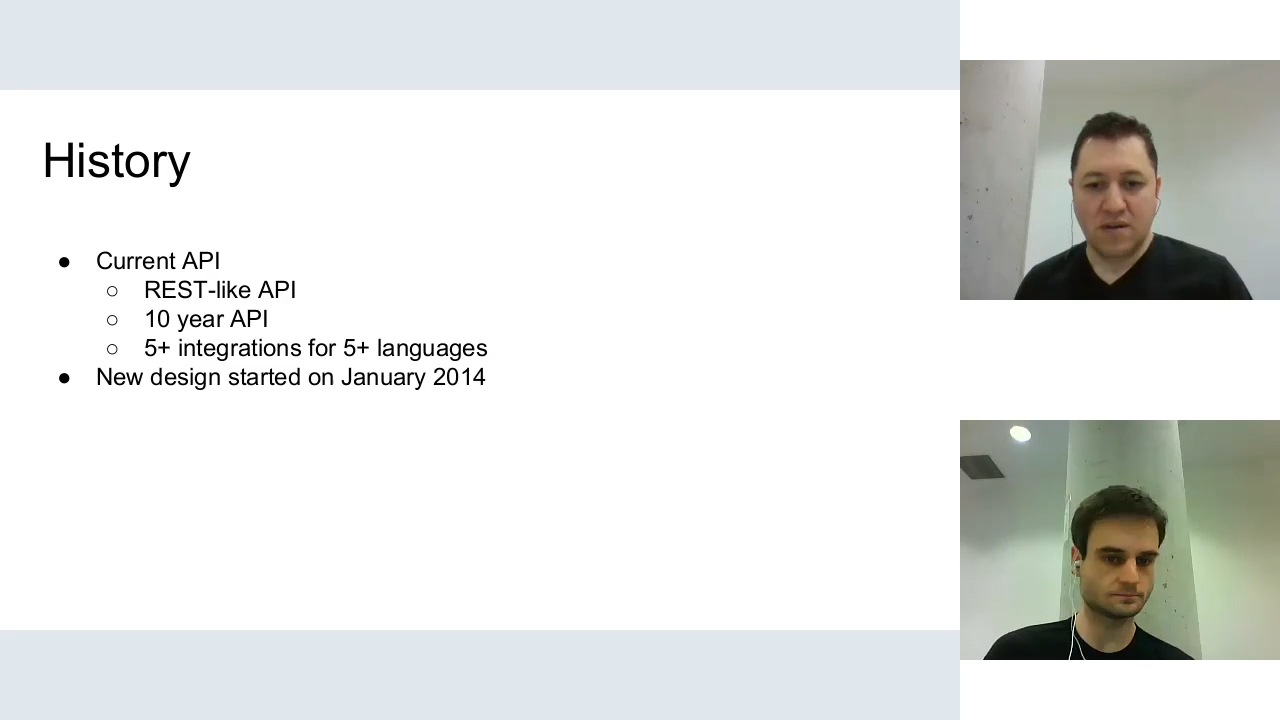 History
● Current API
○ REST-like API
○ 10 year API
○ 5+ integrations for 5+ languages
● New design started on January 2014